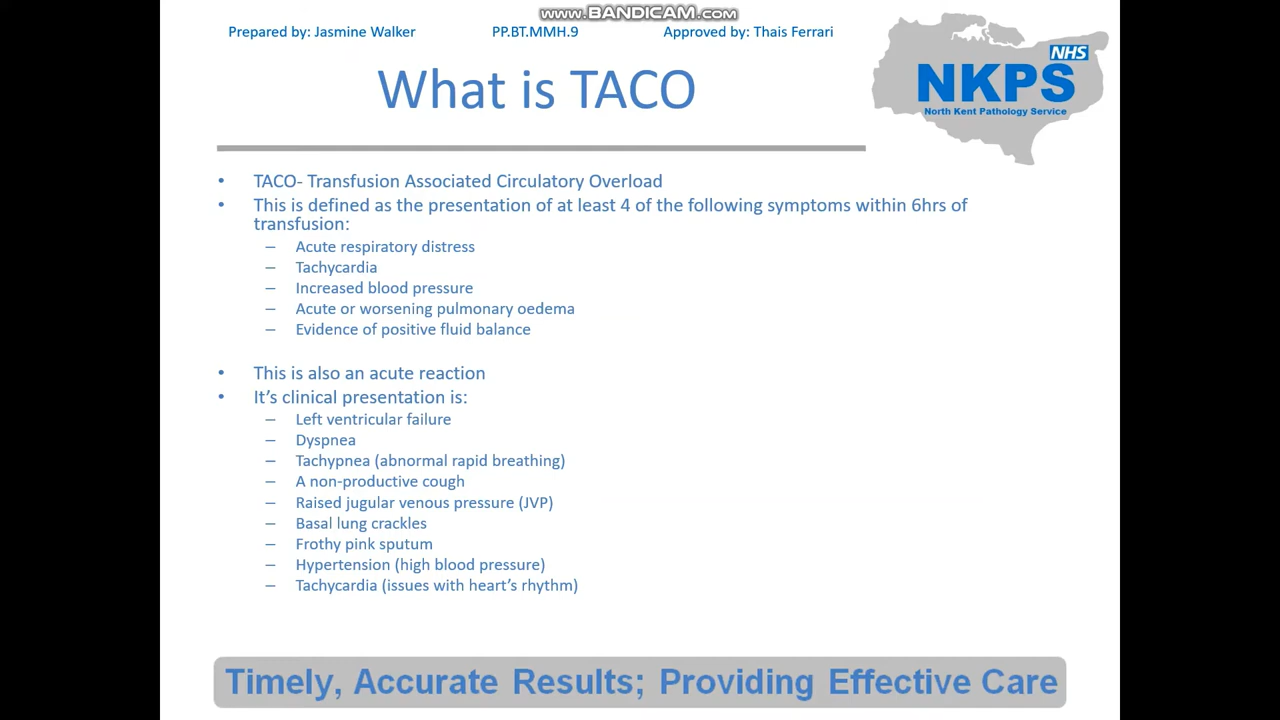 www.BANDICAM.com
Prepared by: Jasmine Walker PP.BT.MMH.9 Approved by: Thais Ferrari
NHS
NKPS
North Kent Pathology Service
What is TACO
• TACO- Transfusion Associated Circulatory Overload
• This is defined as the presentation of at least 4 of the following symptoms within 6hrs of
transfusion:
– Acute respiratory distress
– Tachycardia
– Increased blood pressure
– Acute or worsening pulmonary oedema
– Evidence of positive fluid balance
• This is also an acute reaction
• It's clinical presentation is:
– Left ventricular failure
– Dyspnea
– Tachypnea (abnormal rapid breathing)
– A non-productive cough
– Raised jugular venous pressure (JVP)
– Basal lung crackles
– Frothy pink sputum
– Hypertension (high blood pressure)
– Tachycardia (issues with heart's rhythm)
Timely, Accurate Results; Providing Effective Care